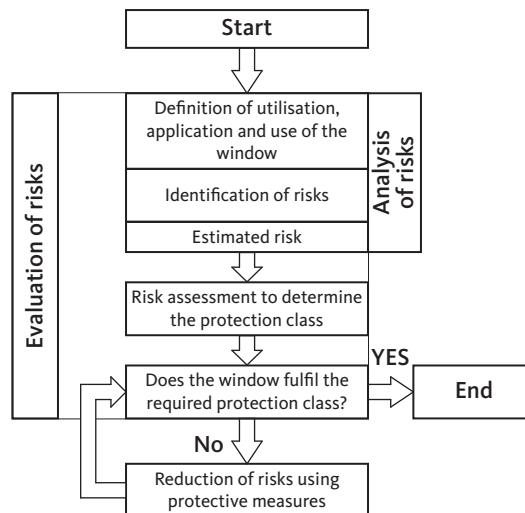 Start
Definition of utilisation,
application and use of the
window
Identification of risks
Estimated risk
Analysis
of risks
Evaluation of risks
Risk assessment to determine
the protection class
Does the window fulfil the
required protection class?
YES
End
No
Reduction of risks using
protective measures